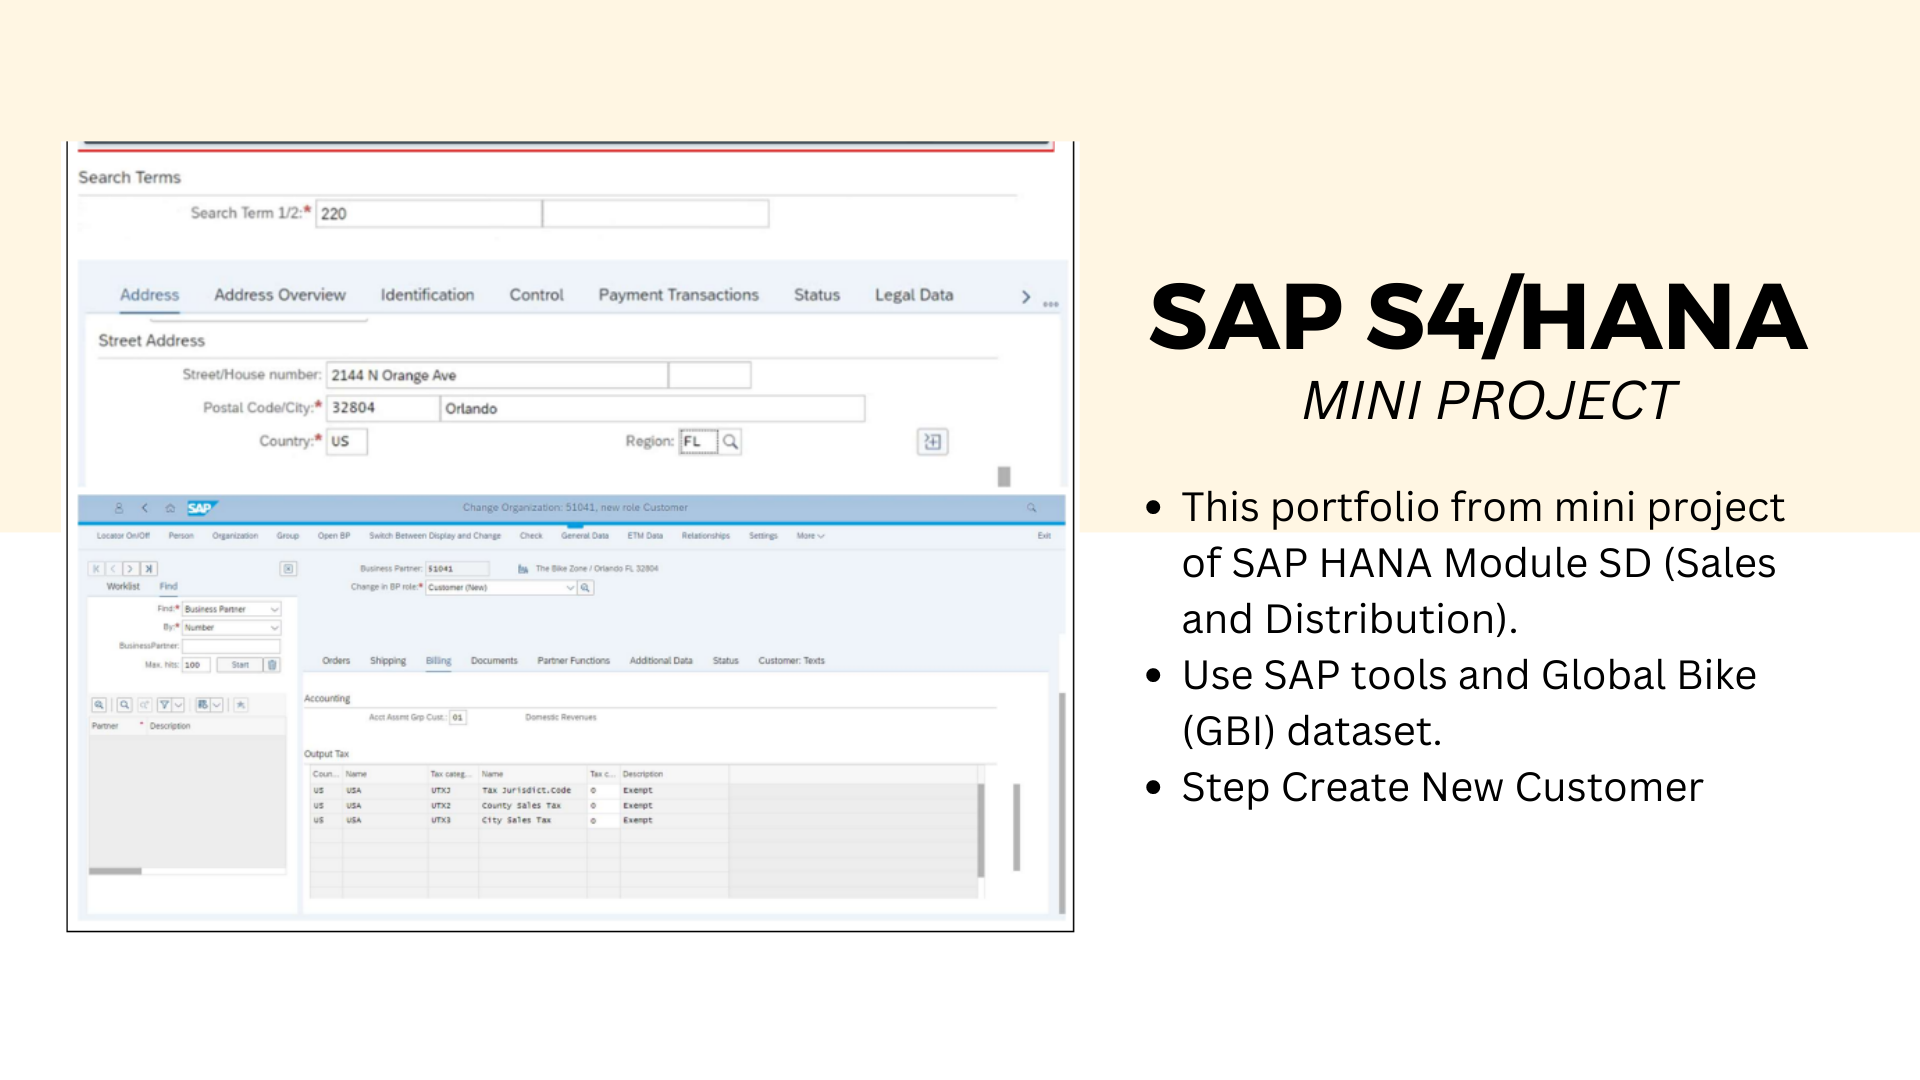 Search Terms
Search Term 1/2:* 220
Address Address Overview Identification Control Payment Transactions Status Legal Data
Street Address
Street/House number: 2144 N Orange Ave
Postal Code/City:* 32804 Orlando
Country:* US Region: FL
SAP Change Organization: 51041, new role Customer
Locator On/Off Person Organization Group Open BP Switch Between Display and Change Check General Data ETM Data Relationships Settings More Exit
Business Partner: 51041 The Bike Zone / Orlando FL 32804
Worklist Find
Change in BP role:* Customer (New)
Find:* Business Partner
By:* Number
BusinessPartner:
Max. hits: 100 Start
Partner * Description
Orders Shipping Billing Documents Partner Functions Additional Data Status Customer: Texts
Accounting
Acct Assmt Grp Cust.: 01 Domestic Revenues
Output Tax
Coun... Name Tax categ... Name Tax c... Description
US USA UTXJ Tax Jurisdict.Code 0 Exempt
US USA UTX2 County Sales Tax 0 Exempt
US USA UTX3 City Sales Tax 0 Exempt
SAP S4/HANA
MINI PROJECT
• This portfolio from mini project
of SAP HANA Module SD (Sales
and Distribution).
• Use SAP tools and Global Bike
(GBI) dataset.
• Step Create New Customer